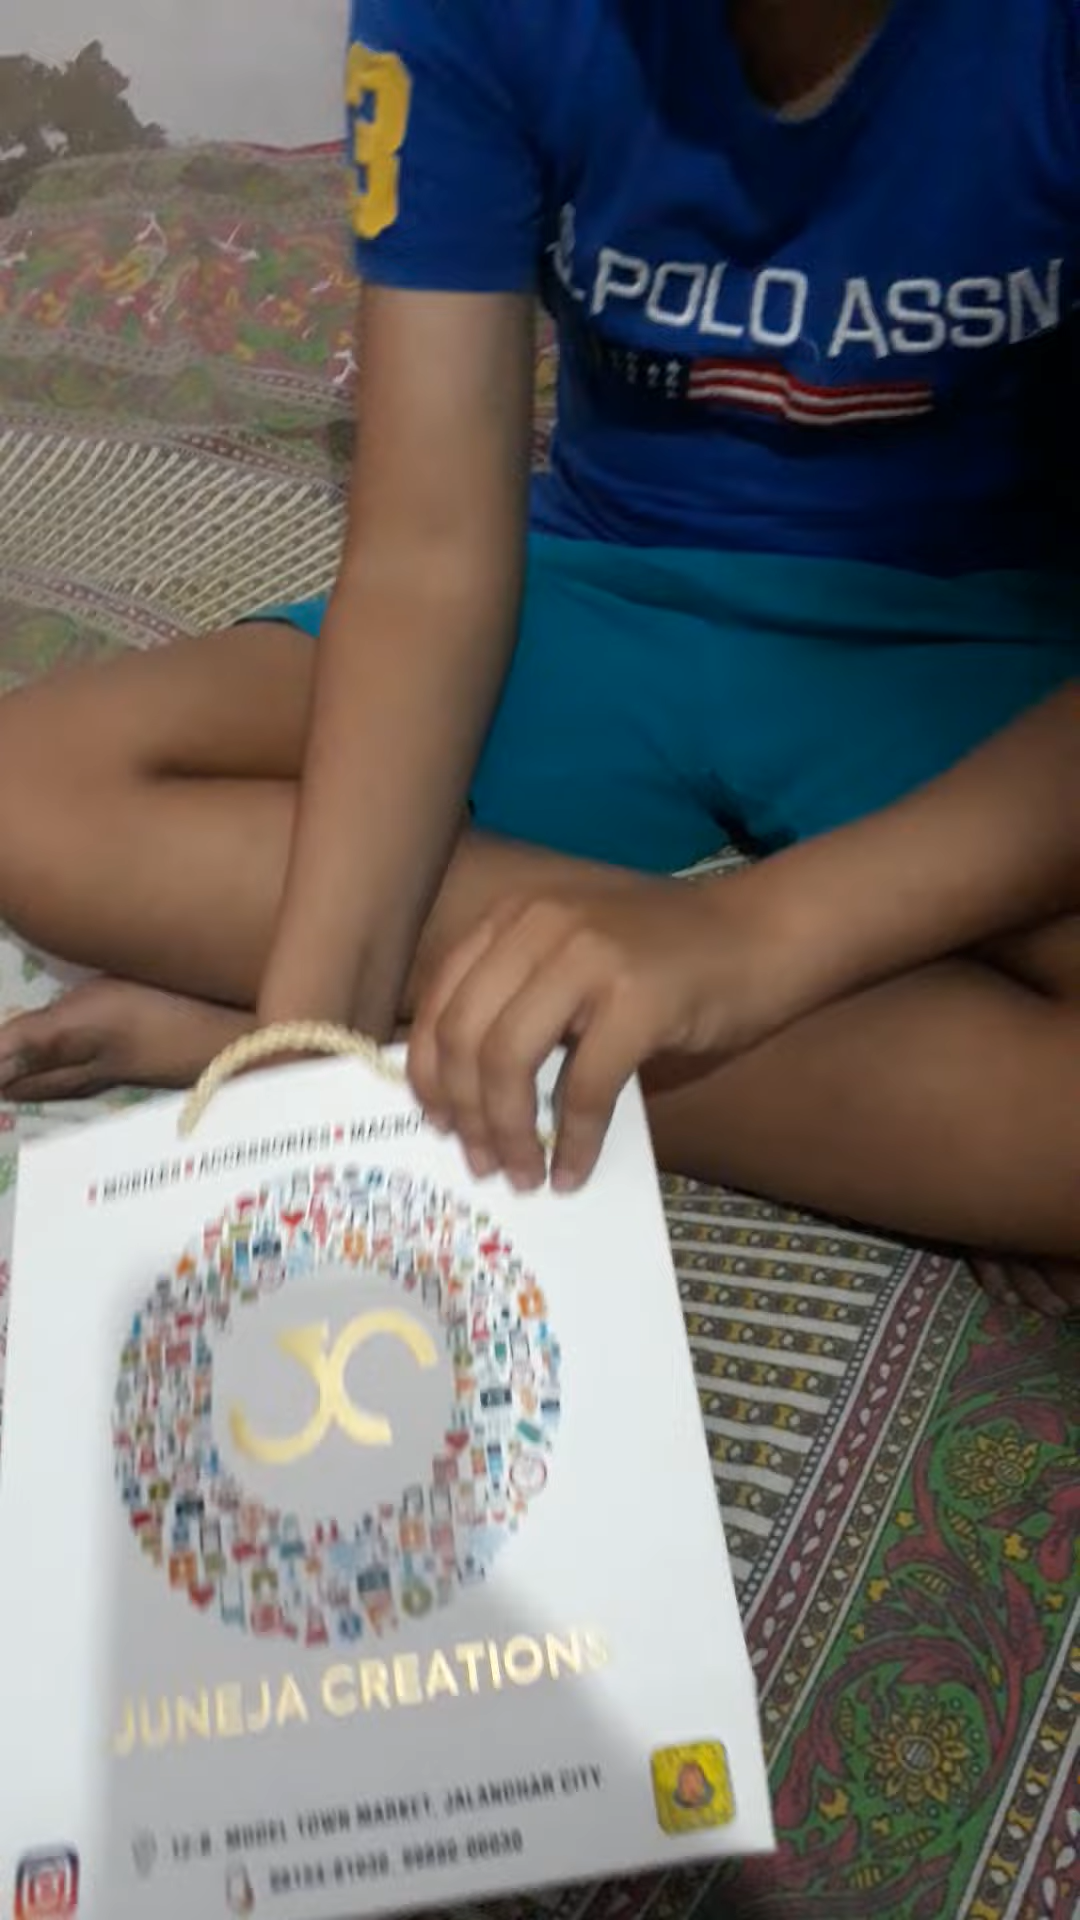 3
POLO ASSN.
MOBILES ACCESSORIES
JC
JUNEJA CREATIONS
MODEL TOWN MARKET, JALANDHAR CITY